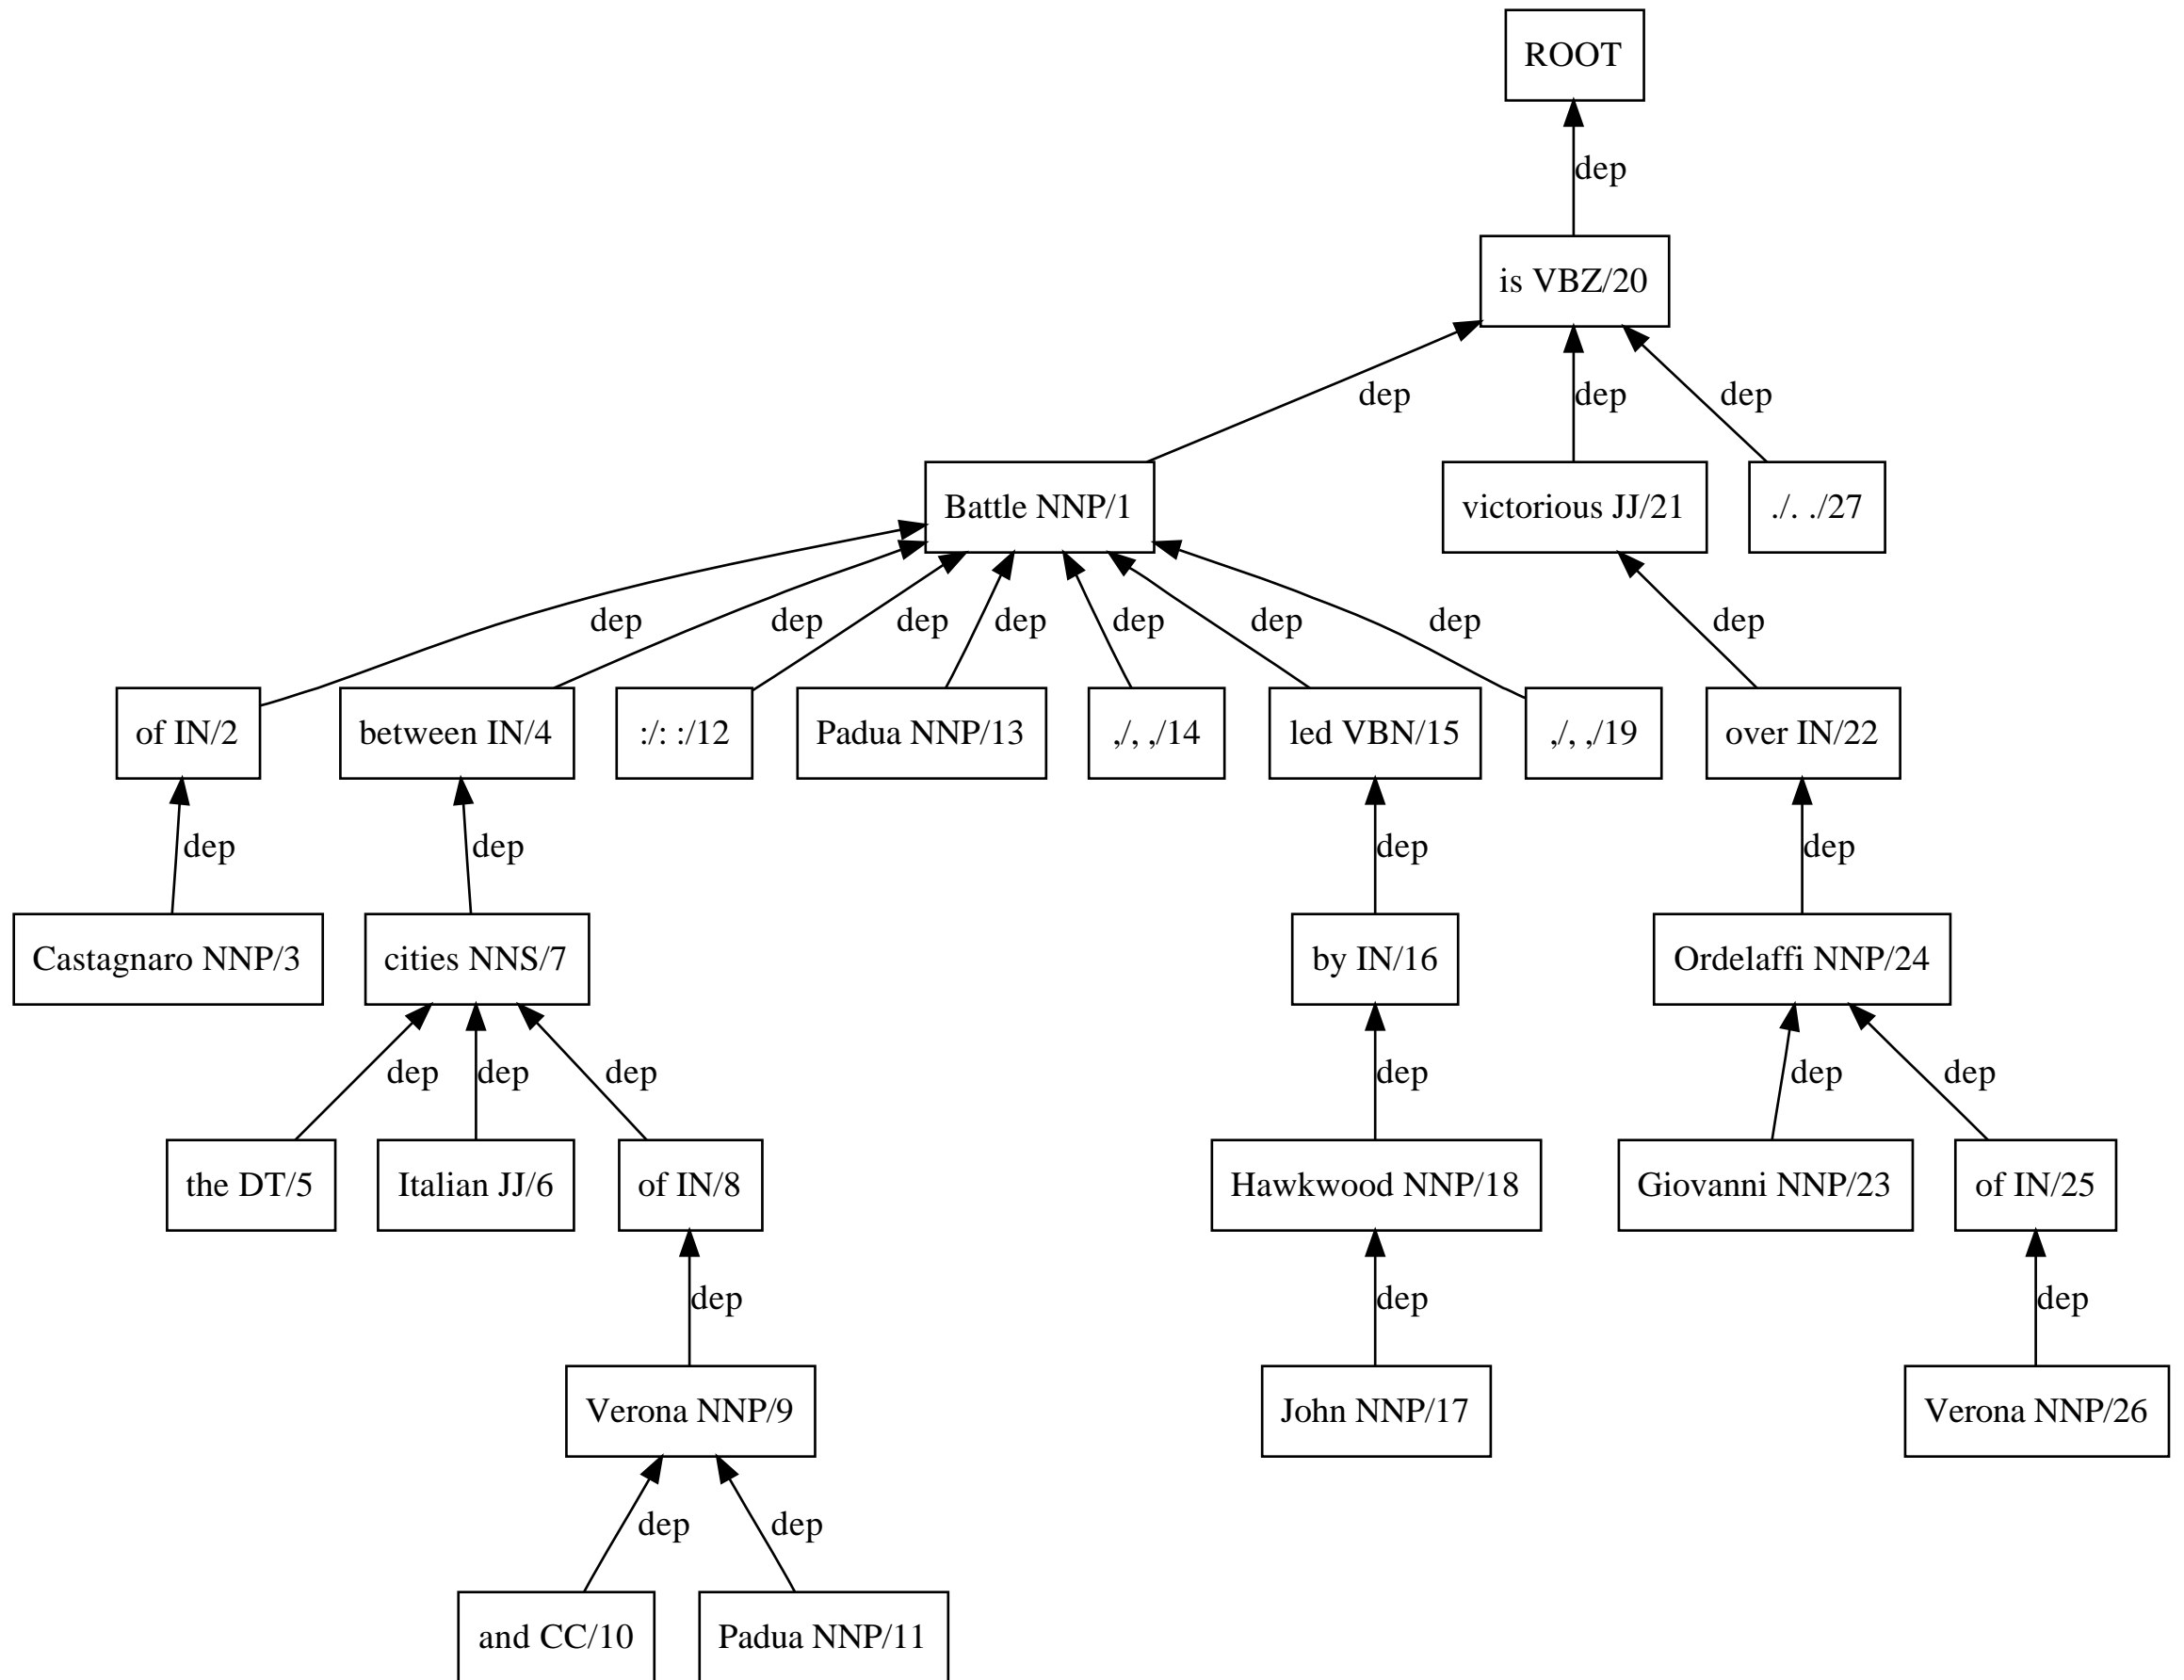 ROOT
dep
is VBZ/20
dep dep dep
Battle NNP/1 victorious JJ/21 ./. ./27
dep dep dep dep dep dep dep dep
of IN/2 between IN/4 :/: :/12 Padua NNP/13 ,/, ,/14 led VBN/15 ,/, ,/19 over IN/22
dep dep dep dep
Castagnaro NNP/3 cities NNS/7 by IN/16 Ordelaffi NNP/24
dep dep dep dep dep dep
the DT/5 Italian JJ/6 of IN/8 Hawkwood NNP/18 Giovanni NNP/23 of IN/25
dep dep dep
Verona NNP/9 John NNP/17 Verona NNP/26
dep dep
and CC/10 Padua NNP/11